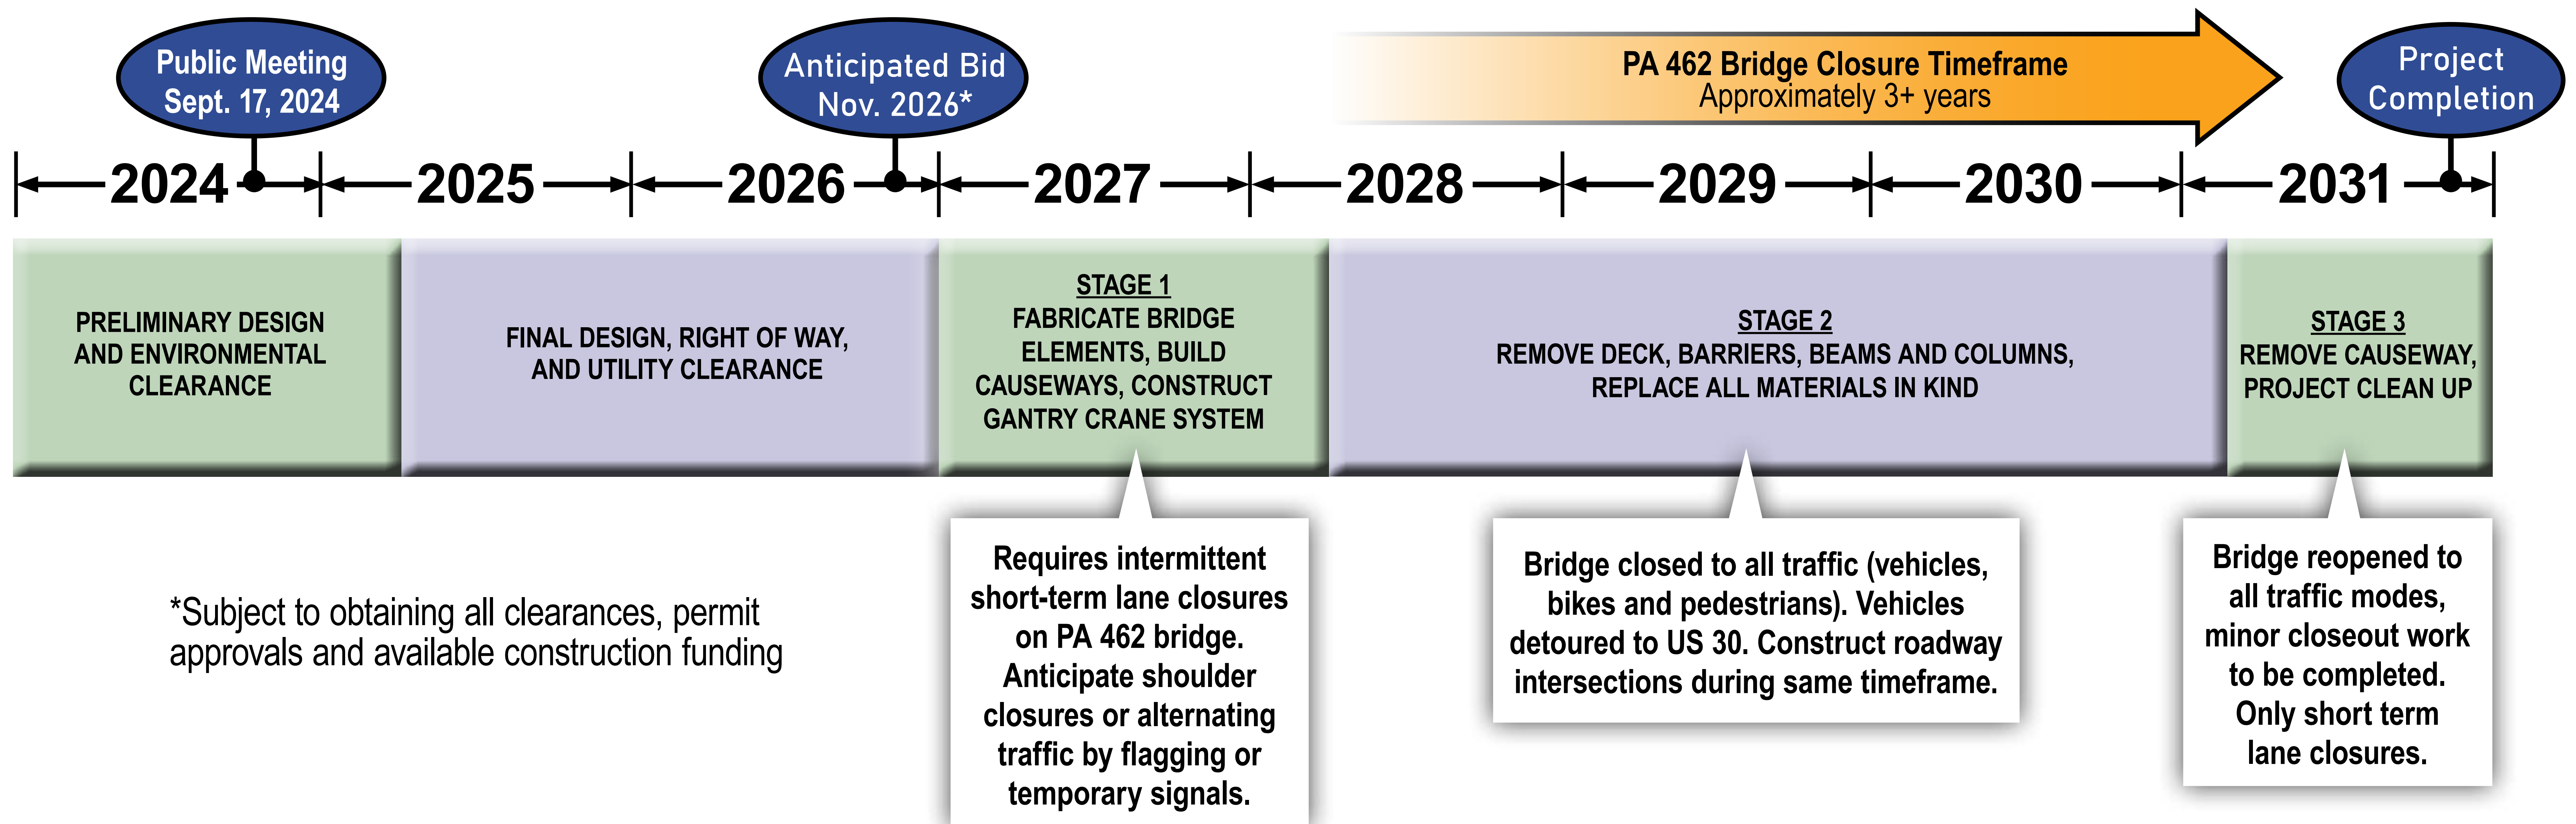 Public Meeting
Sept. 17, 2024
Anticipated Bid
Nov. 2026*
PA 462 Bridge Closure Timeframe
Approximately 3+ years
Project
Completion
2024
2025
2026
2027
2028
2029
2030
2031
PRELIMINARY DESIGN
AND ENVIRONMENTAL
CLEARANCE
FINAL DESIGN, RIGHT OF WAY,
AND UTILITY CLEARANCE
STAGE 1
FABRICATE BRIDGE
ELEMENTS, BUILD
CAUSEWAYS, CONSTRUCT
GANTRY CRANE SYSTEM
STAGE 2
REMOVE DECK, BARRIERS, BEAMS AND COLUMNS,
REPLACE ALL MATERIALS IN KIND
STAGE 3
REMOVE CAUSEWAY,
PROJECT CLEAN UP
*Subject to obtaining all clearances, permit
approvals and available construction funding
Requires intermittent
short-term lane closures
on PA 462 bridge.
Anticipate shoulder
closures or alternating
traffic by flagging or
temporary signals.
Bridge closed to all traffic (vehicles,
bikes and pedestrians). Vehicles
detoured to US 30. Construct roadway
intersections during same timeframe.
Bridge reopened to
all traffic modes,
minor closeout work
to be completed.
Only short term
lane closures.